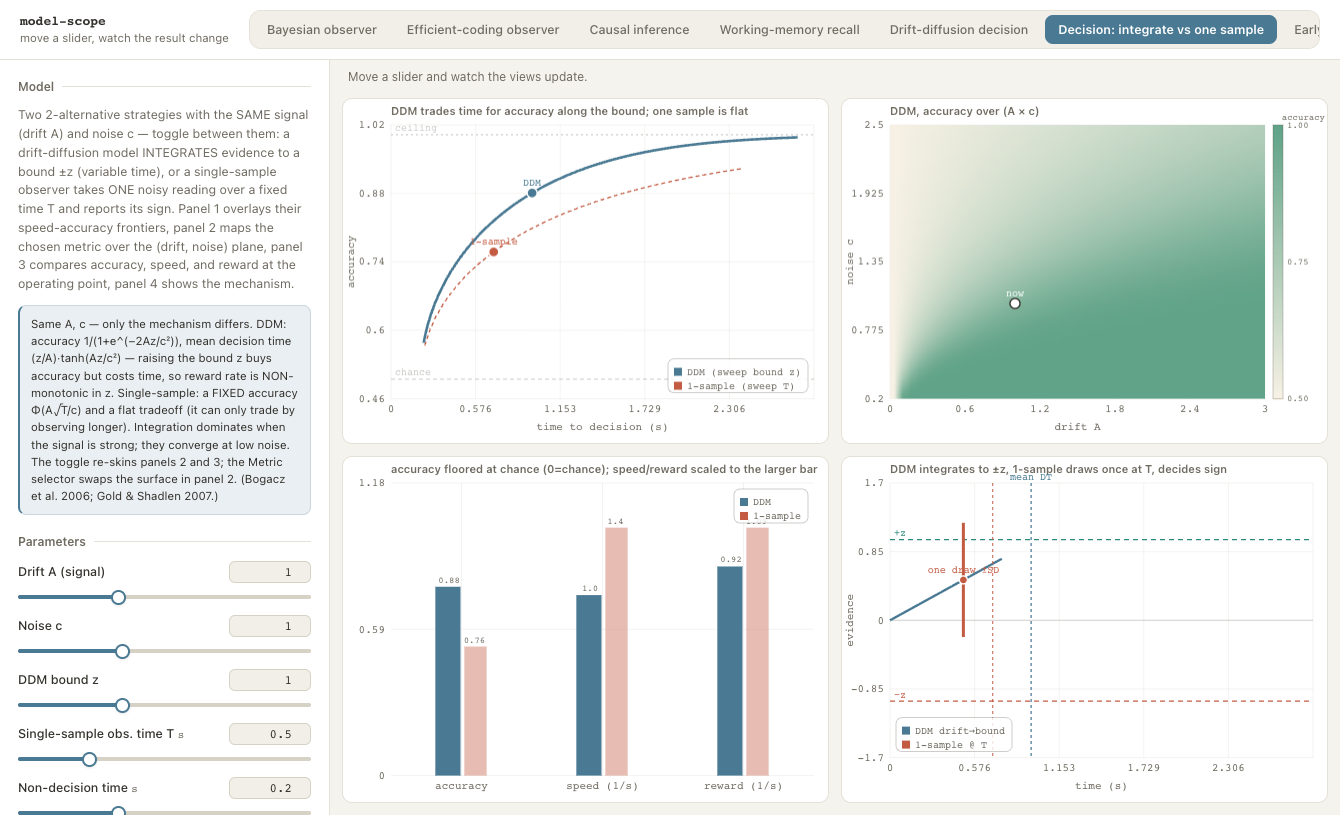 model-scope
move a slider, watch the result change
Bayesian observer
Efficient-coding observer
Causal inference
Working-memory recall
Drift-diffusion decision
Decision: integrate vs one sample
Model
Two 2-alternative strategies with the SAME signal
(drift A) and noise c — toggle between them: a
drift-diffusion model INTEGRATES evidence to a
bound ±z (variable time), or a single-sample
observer takes ONE noisy reading over a fixed
time T and reports its sign. Panel 1 overlays their
speed-accuracy frontiers, panel 2 maps the
chosen metric over the (drift, noise) plane, panel
3 compares accuracy, speed, and reward at the
operating point, panel 4 shows the mechanism.
Same A, c — only the mechanism differs. DDM:
accuracy 1/(1+e^(−2Az/c²)), mean decision time
(z/A)·tanh(Az/c²) — raising the bound z buys
accuracy but costs time, so reward rate is NON-
monotonic in z. Single-sample: a FIXED accuracy
Φ(A√T/c) and a flat tradeoff (it can only trade by
observing longer). Integration dominates when
the signal is strong; they converge at low noise.
The toggle re-skins panels 2 and 3; the Metric
selector swaps the surface in panel 2. (Bogacz
et al. 2006; Gold & Shadlen 2007.)
Parameters
Drift A (signal) 1
Noise c 1
DDM bound z 1
Single-sample obs. time T s 0.5
Non-decision time s 0.2
Move a slider and watch the views update.
DDM trades time for accuracy along the bound; one sample is flat
1.02
ceiling
0.88
DDM
1-sample
0.74
accuracy
0.6
chance
DDM (sweep bound z)
1-sample (sweep T)
0.46
0 0.576 1.153 1.729 2.306
time to decision (s)
DDM, accuracy over (A × c)
accuracy
2.5
1.00
1.925
noise c
1.35
0.75
now
0.775
0.2
0.50
0 0.6 1.2 1.8 2.4 3
drift A
accuracy floored at chance (0=chance); speed/reward scaled to the larger bar
1.18
DDM
1-sample
1.4
0.92
0.88
1.0
0.76
0.59
0
accuracy speed (1/s) reward (1/s)
DDM integrates to ±z, 1-sample draws once at T, decides sign
mean DT
1.7
+z
0.85
one draw ±SD
evidence
0
−0.85
−z
DDM drift→bound
1-sample @ T
−1.7
0 0.576 1.153 1.729 2.306
time (s)